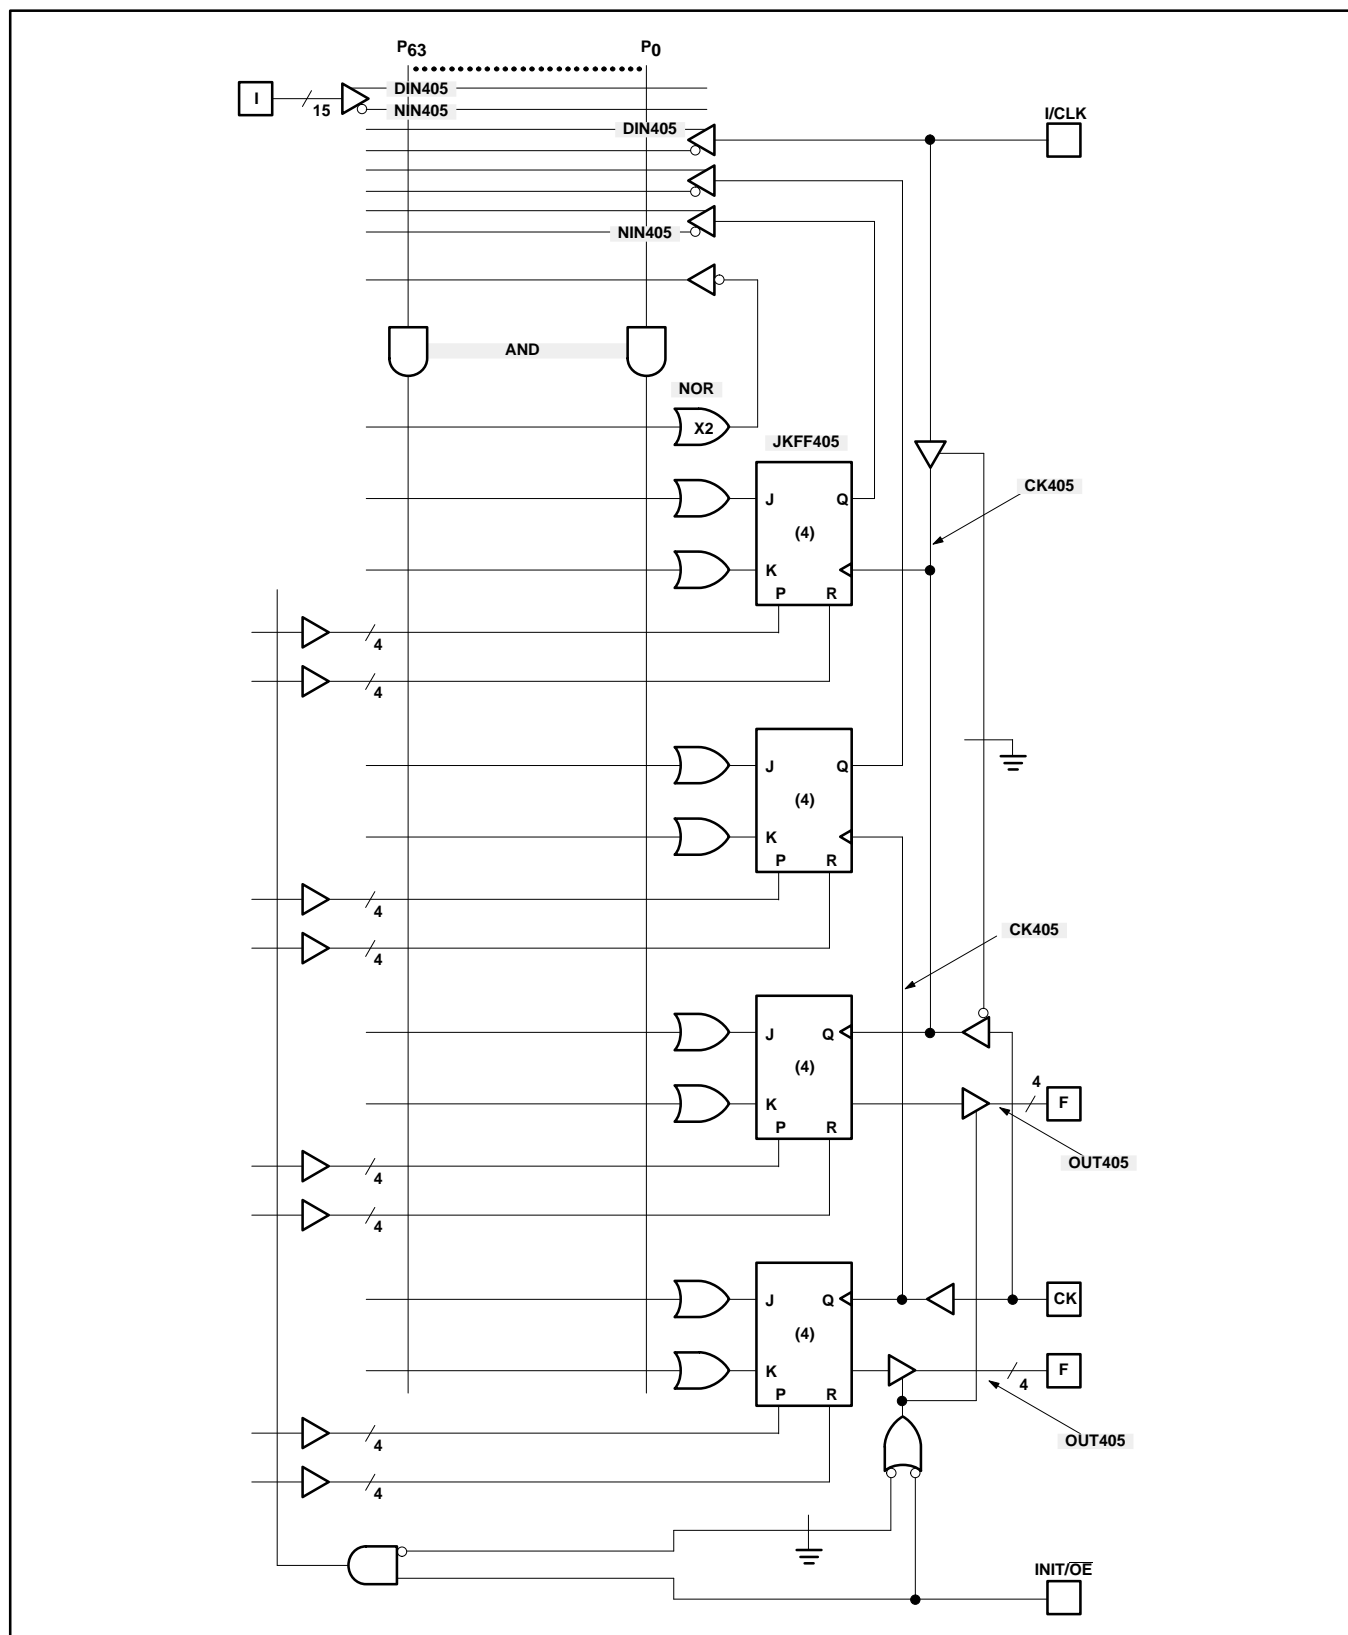 P63 P0
DIN405
I 15
NIN405
I/CLK
DIN405
NIN405
AND
NOR
X2
JKFF405
CK405
J Q
(4)
K
P R
4
4
J Q
(4)
K
P R
4
CK405
4
J Q
(4)
4
K F
P R
OUT405
4
4
J Q CK
(4)
K F
4
P R
OUT405
4
4
INIT/OE